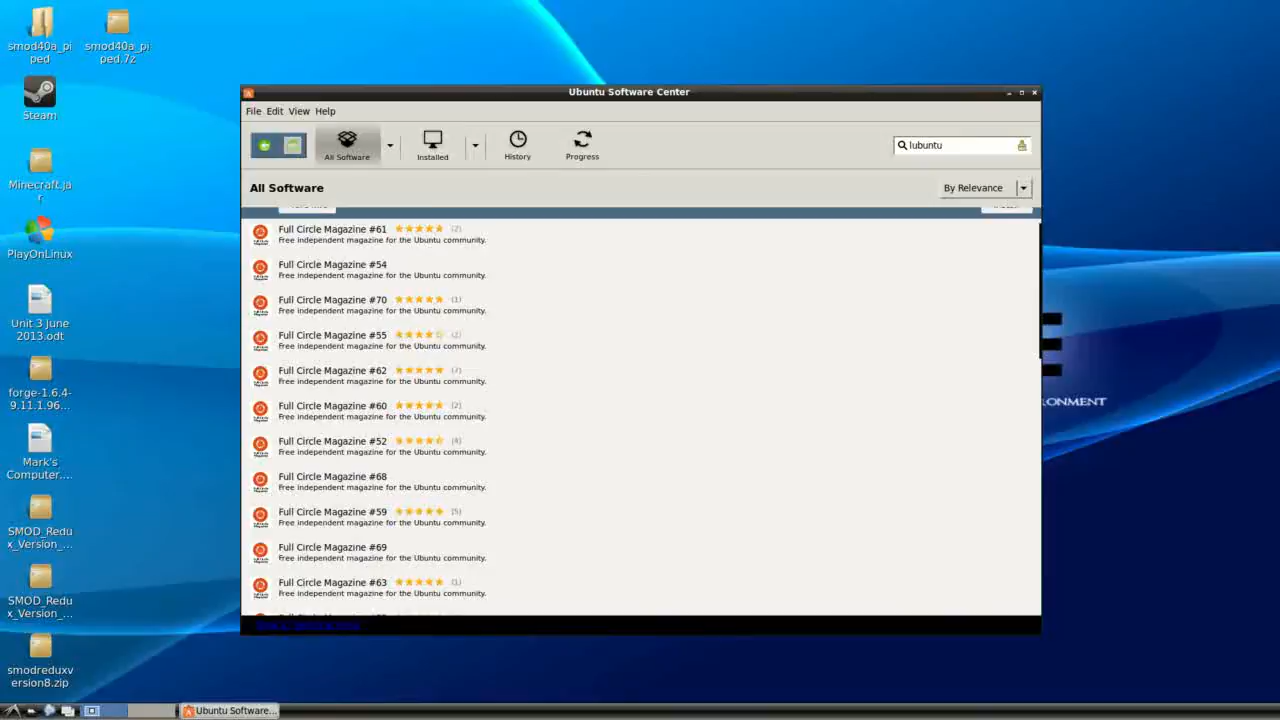 smod40a_pi
ped
smod40a_pi
ped.7z
Steam
Minecraft.ja
r
PlayOnLinux
Unit 3 June
2013.odt
forge-1.6.4-
9.11.1.96...
Mark's
Computer....
SMOD_Redu
x_Version_...
SMOD_Redu
x_Version_...
smodreduxv
ersion8.zip
Ubuntu Software Center
File Edit View Help
All Software
Installed
History
Progress
lubuntu
All Software
By Relevance
Full Circle Magazine #61 (2)
Free independent magazine for the Ubuntu community.
Full Circle Magazine #54
Free independent magazine for the Ubuntu community.
Full Circle Magazine #70 (1)
Free independent magazine for the Ubuntu community.
Full Circle Magazine #55 (2)
Free independent magazine for the Ubuntu community.
Full Circle Magazine #62 (7)
Free independent magazine for the Ubuntu community.
Full Circle Magazine #60 (2)
Free independent magazine for the Ubuntu community.
Full Circle Magazine #52 (4)
Free independent magazine for the Ubuntu community.
Full Circle Magazine #68
Free independent magazine for the Ubuntu community.
Full Circle Magazine #59 (5)
Free independent magazine for the Ubuntu community.
Full Circle Magazine #69
Free independent magazine for the Ubuntu community.
Full Circle Magazine #63 (1)
Free independent magazine for the Ubuntu community.
ONMENT
Ubuntu Software...